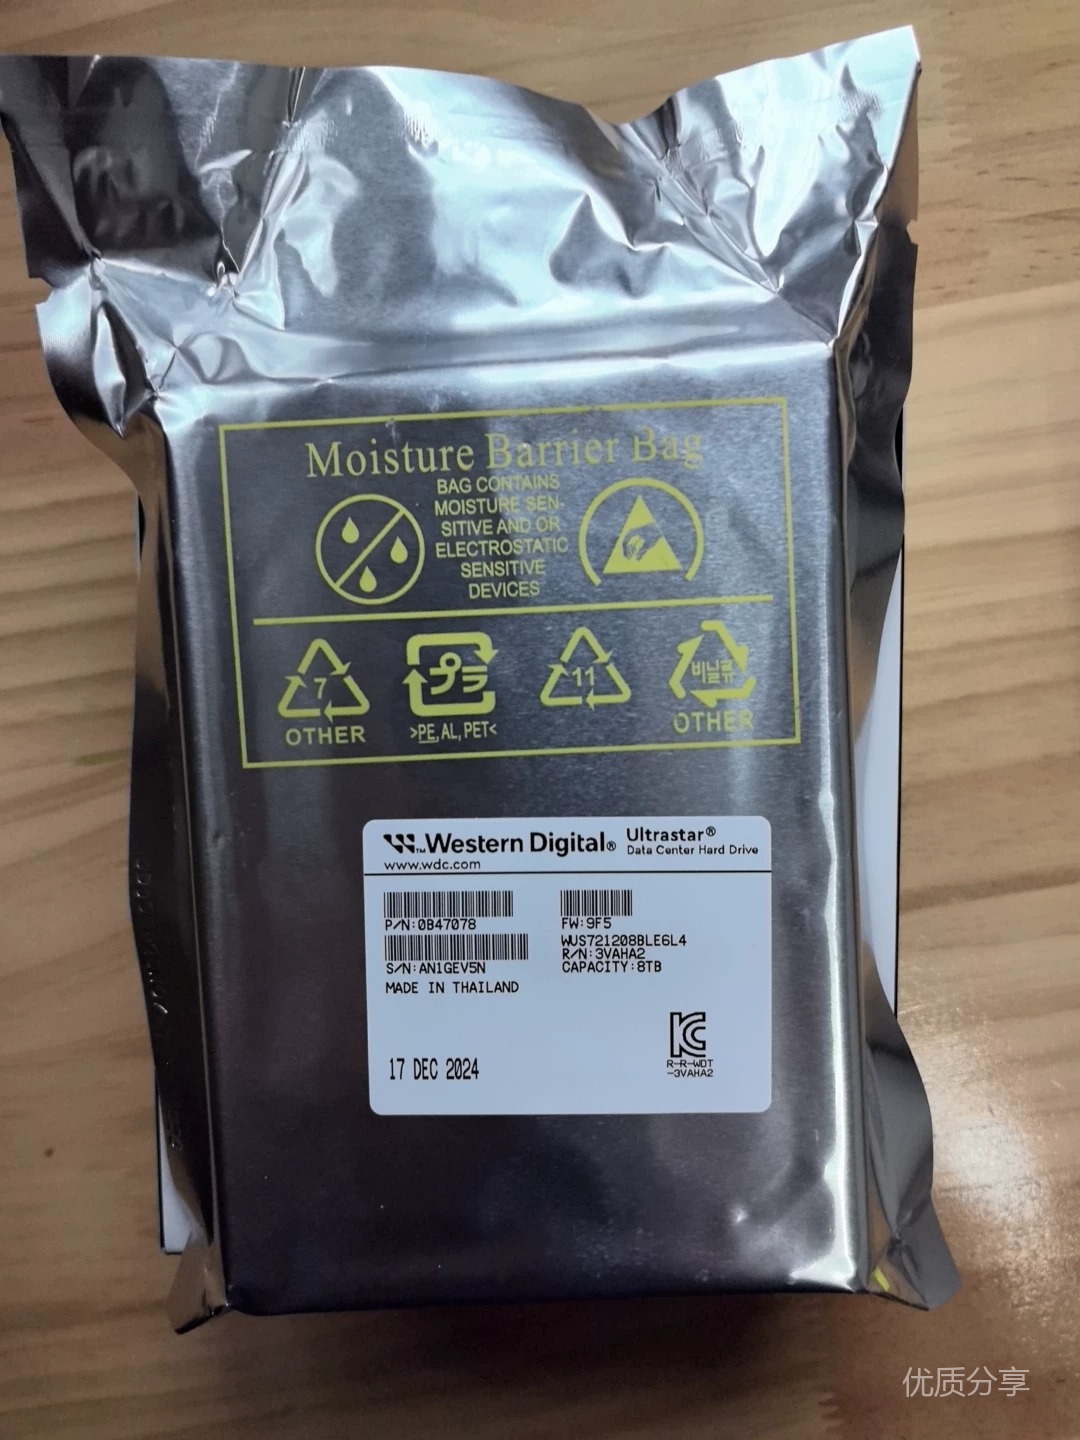 Moisture Barrier Bag
BAG CONTAINS
MOISTURE SEN-
SITIVE AND OR
ELECTROSTATIC
SENSITIVE
DEVICES
7
OTHER
プラ
>PE, AL, PET<
11
비닐류
OTHER
Western Digital®
www.wdc.com
Ultrastar®
Data Center Hard Drive
P/N:0B47078
S/N:AN1GEV5N
MADE IN THAILAND
FW:9F5
WUS721208BLE6L4
R/N:3VAHA2
CAPACITY:8TB
17 DEC 2024
R-R-WDT
-3VAHA2
优质分享